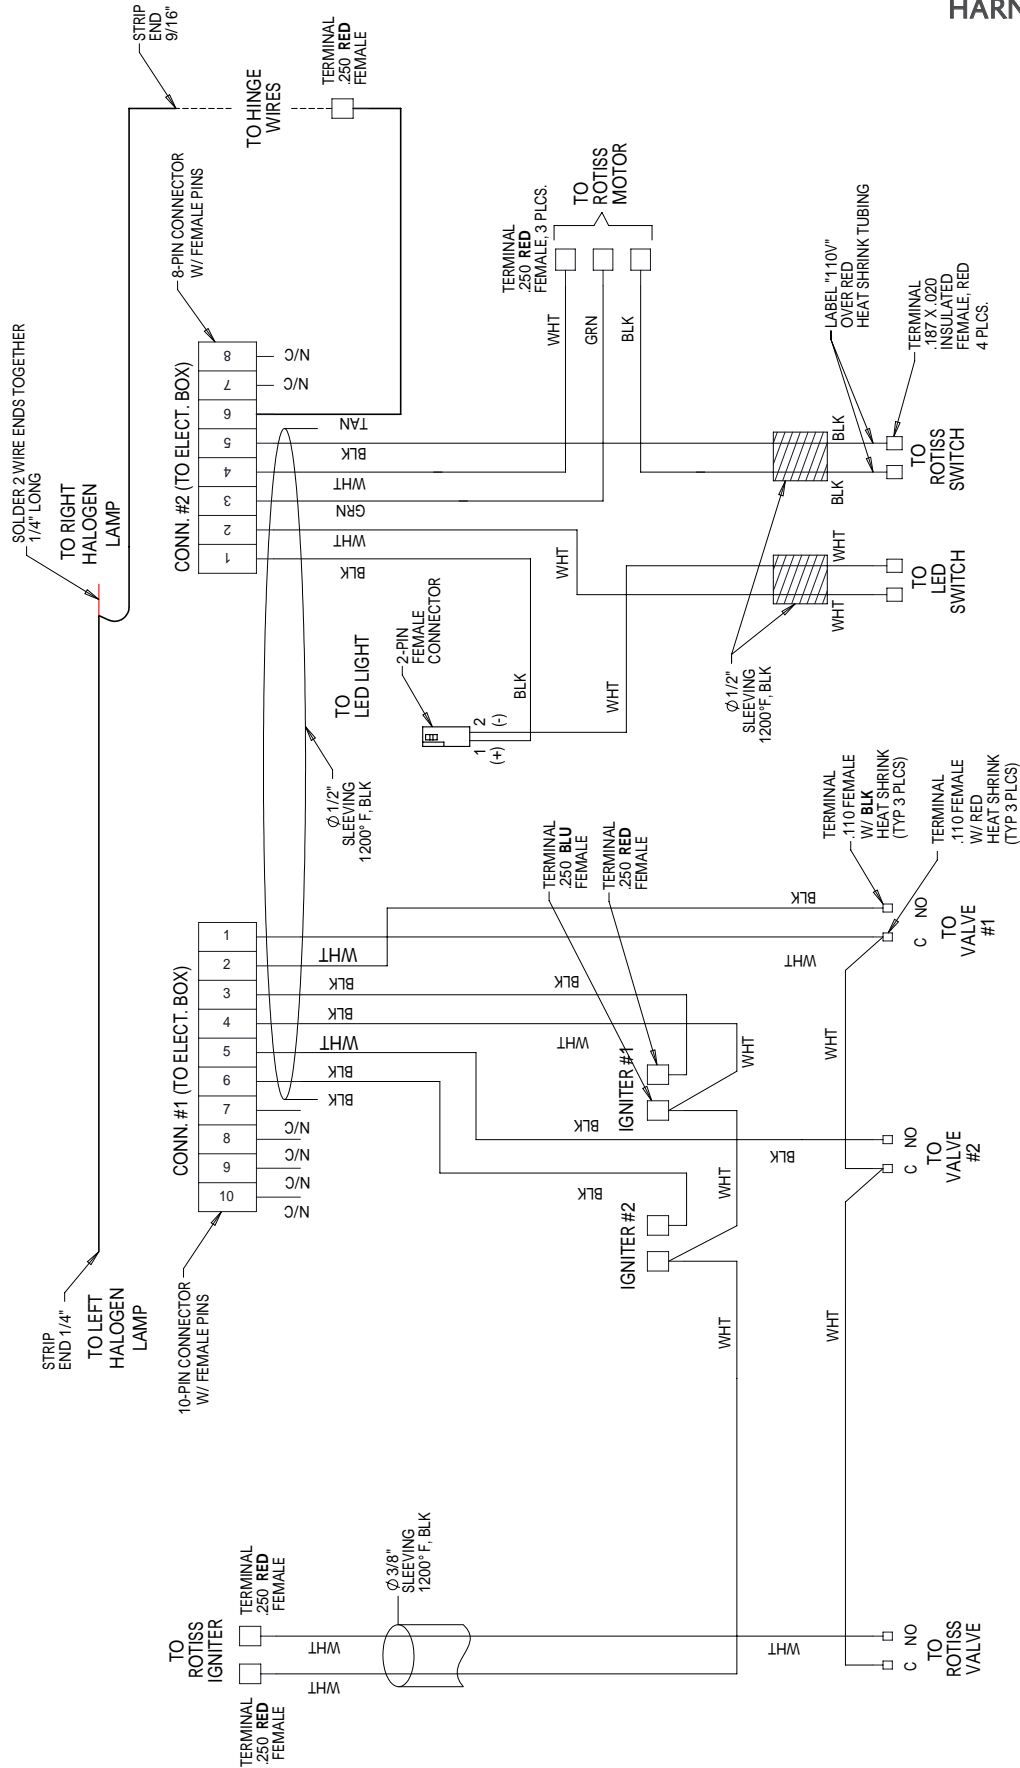 HARN
STRIP
END
9/16"
TERMINAL
.250 RED
FEMALE
TO HINGE
WIRES
8-PIN CONNECTOR
W/ FEMALE PINS
SOLDER 2 WIRE ENDS TOGETHER
1/4" LONG
TO RIGHT
HALOGEN
LAMP
CONN. #2 (TO ELECT. BOX)
8
7
6
5
4
3
2
1
N/C
N/C
TAN
BLK
WHT
GRN
WHT
BLK
TERMINAL
.250 RED
FEMALE, 3 PLCS.
TO
ROTISS
MOTOR
WHT
GRN
BLK
LABEL "110V"
OVER RED
HEAT SHRINK TUBING
TERMINAL
.187 X .020
INSULATED
FEMALE, RED
4 PLCS.
BLK
BLK
TO
ROTISS
SWITCH
WHT
WHT
WHT
TO
LED
SWITCH
Ø 1/2"
SLEEVING
1200°F, BLK
TO
LED LIGHT
2-PIN
FEMALE
CONNECTOR
1
(+)
2
(-)
BLK
WHT
Ø 1/2"
SLEEVING
1200° F, BLK
STRIP
END 1/4"
TO LEFT
HALOGEN
LAMP
10-PIN CONNECTOR
W/ FEMALE PINS
CONN. #1 (TO ELECT. BOX)
1
2
3
4
5
6
7
8
9
10
WHT
BLK
BLK
WHT
BLK
BLK
N/C
N/C
N/C
N/C
TERMINAL
.250 BLU
FEMALE
TERMINAL
.250 RED
FEMALE
IGNITER #1
BLK
WHT
WHT
BLK
IGNITER #2
BLK
WHT
WHT
BLK
BLK
WHT
TERMINAL
.110 FEMALE
W/ BLK
HEAT SHRINK
(TYP 3 PLCS)
TERMINAL
.110 FEMALE
W/ RED
HEAT SHRINK
(TYP 3 PLCS)
C NO
TO
VALVE
#1
WHT
C NO
TO
VALVE
#2
WHT
TO
ROTISS
IGNITER
TERMINAL
.250 RED
FEMALE
TERMINAL
.250 RED
FEMALE
WHT
WHT
Ø 3/8"
SLEEVING
1200° F, BLK
WHT
C NO
TO
ROTISS
VALVE